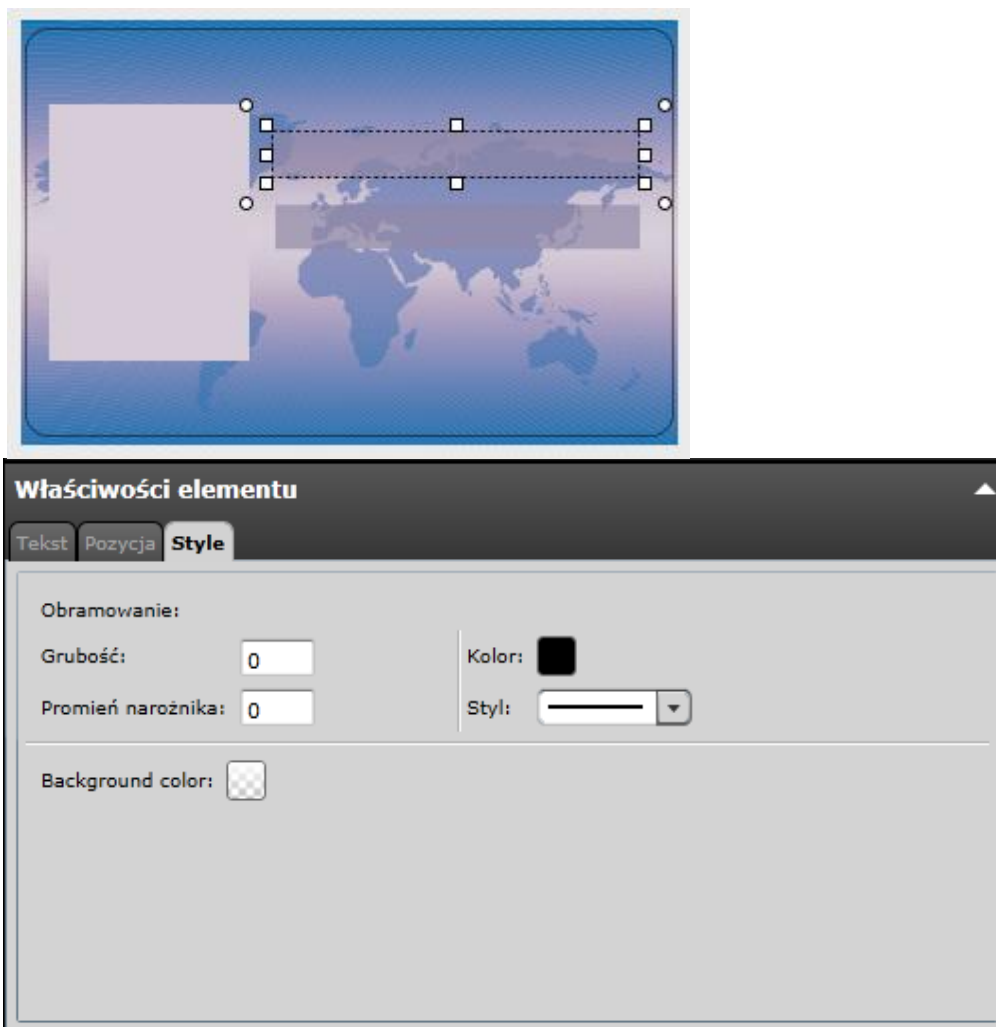 Właściwości elementu
Tekst Pozycja Style
Obramowanie:
Grubość: 0 Kolor:
Promień narożnika: 0 Styl:
Background color: